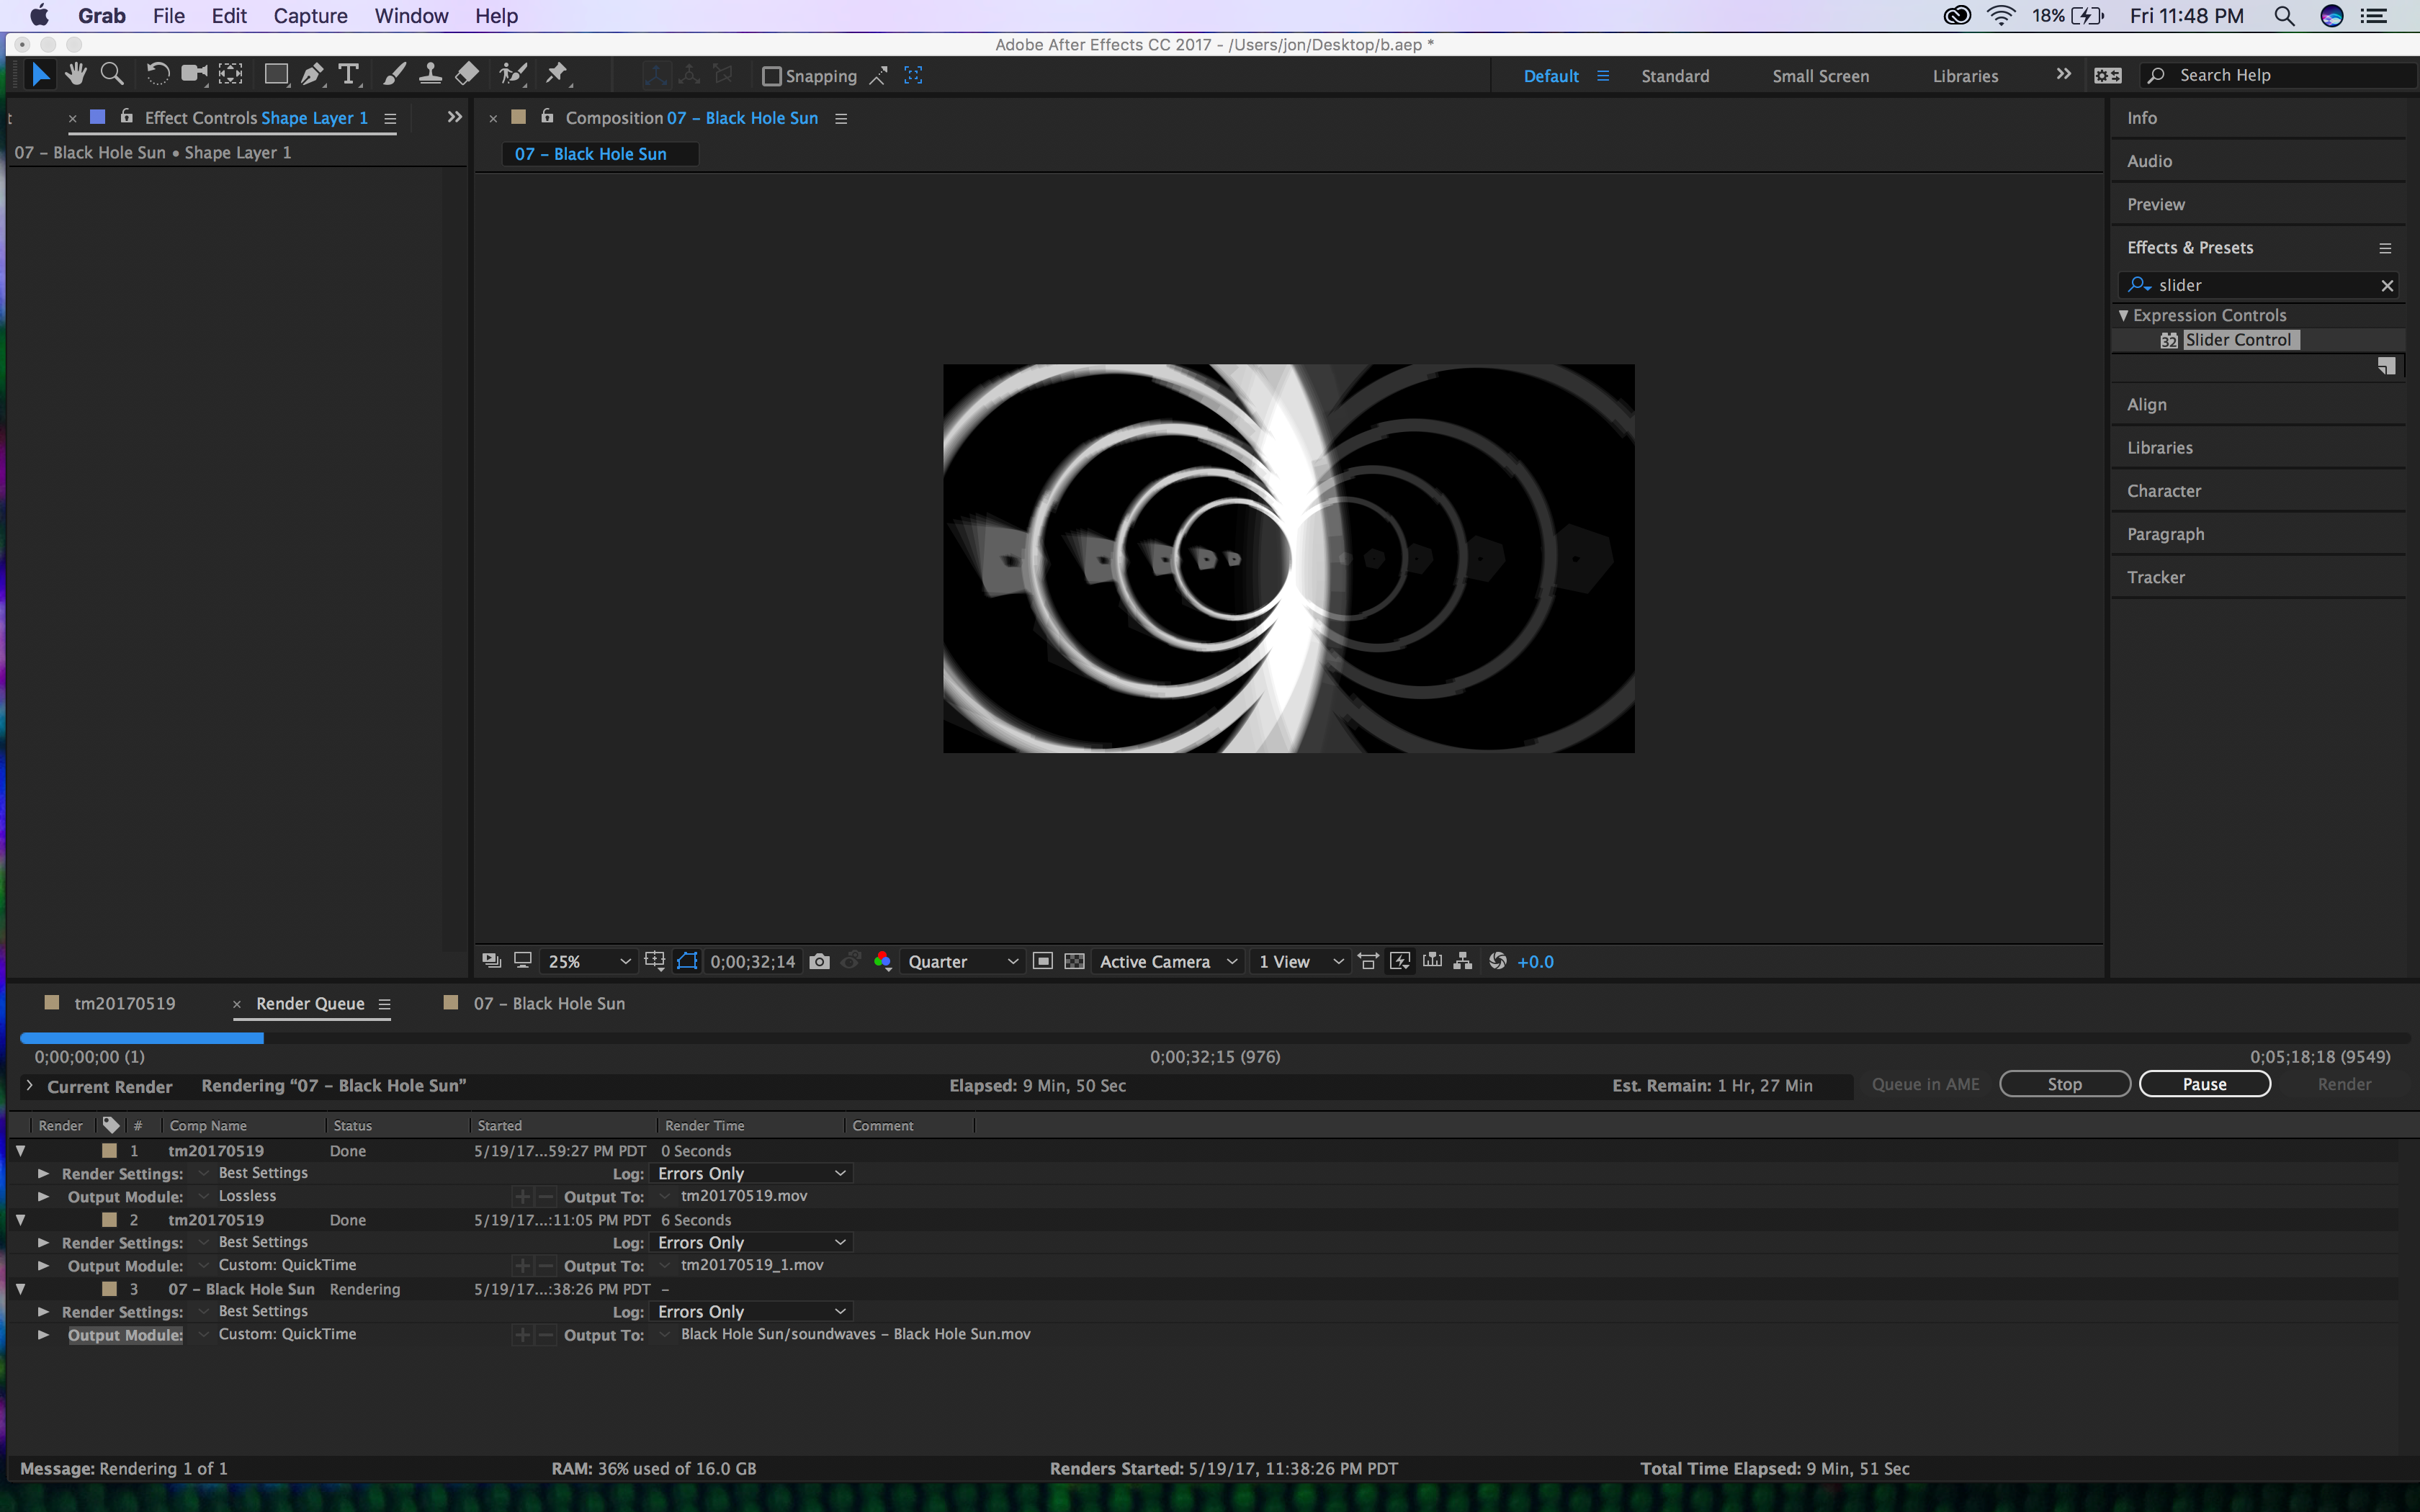 Grab File Edit Capture Window Help 18% Fri 11:48 PM
Adobe After Effects CC 2017 - /Users/jon/Desktop/b.aep *
T Snapping Default Standard Small Screen Libraries Search Help
t Effect Controls Shape Layer 1
07 – Black Hole Sun • Shape Layer 1
Composition 07 – Black Hole Sun
07 – Black Hole Sun
Info
Audio
Preview
Effects & Presets
slider
Expression Controls
32 Slider Control
Align
Libraries
Character
Paragraph
Tracker
25% 0;00;32;14 Quarter Active Camera 1 View +0.0
tm20170519 Render Queue 07 – Black Hole Sun
0;00;00;00 (1) 0;00;32;15 (976) 0;05;18;18 (9549)
Current Render Rendering “07 – Black Hole Sun” Elapsed: 9 Min, 50 Sec Est. Remain: 1 Hr, 27 Min Queue in AME Stop Pause Render
Render # Comp Name Status Started Render Time Comment
1 tm20170519 Done 5/19/17...59:27 PM PDT 0 Seconds
Render Settings: Best Settings Log: Errors Only
Output Module: Lossless Output To: tm20170519.mov
2 tm20170519 Done 5/19/17...:11:05 PM PDT 6 Seconds
Render Settings: Best Settings Log: Errors Only
Output Module: Custom: QuickTime Output To: tm20170519_1.mov
3 07 – Black Hole Sun Rendering 5/19/17...:38:26 PM PDT –
Render Settings: Best Settings Log: Errors Only
Output Module: Custom: QuickTime Output To: Black Hole Sun/soundwaves – Black Hole Sun.mov
Message: Rendering 1 of 1 RAM: 36% used of 16.0 GB Renders Started: 5/19/17, 11:38:26 PM PDT Total Time Elapsed: 9 Min, 51 Sec